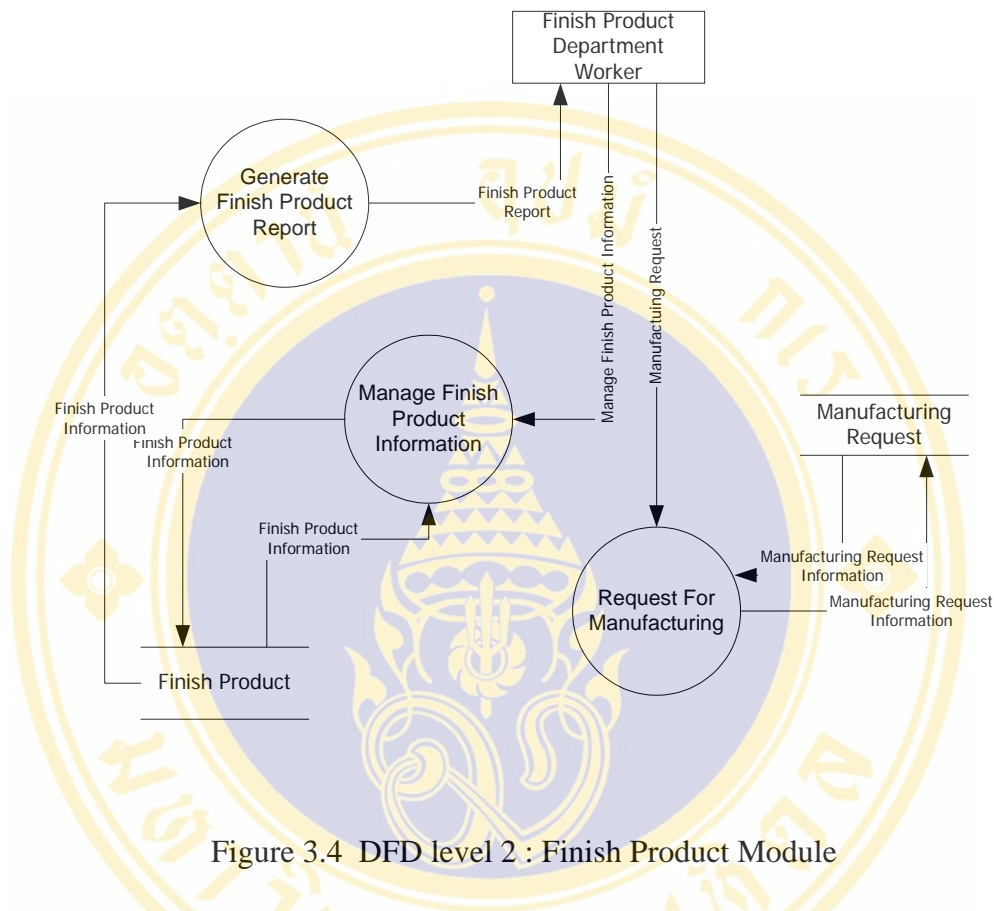 Finish Product
Department
Worker
Generate
Finish Product
Report
Finish Product
Report
Manage Finish Product Information
Manufactuing Request
Manage Finish
Product
Information
Finish Product
Information
Finish Product
Information
Manufacturing
Request
Finish Product
Information
Manufacturing Request
Information
Request For
Manufacturing
Manufacturing Request
Information
Finish Product
Figure 3.4 DFD level 2 : Finish Product Module